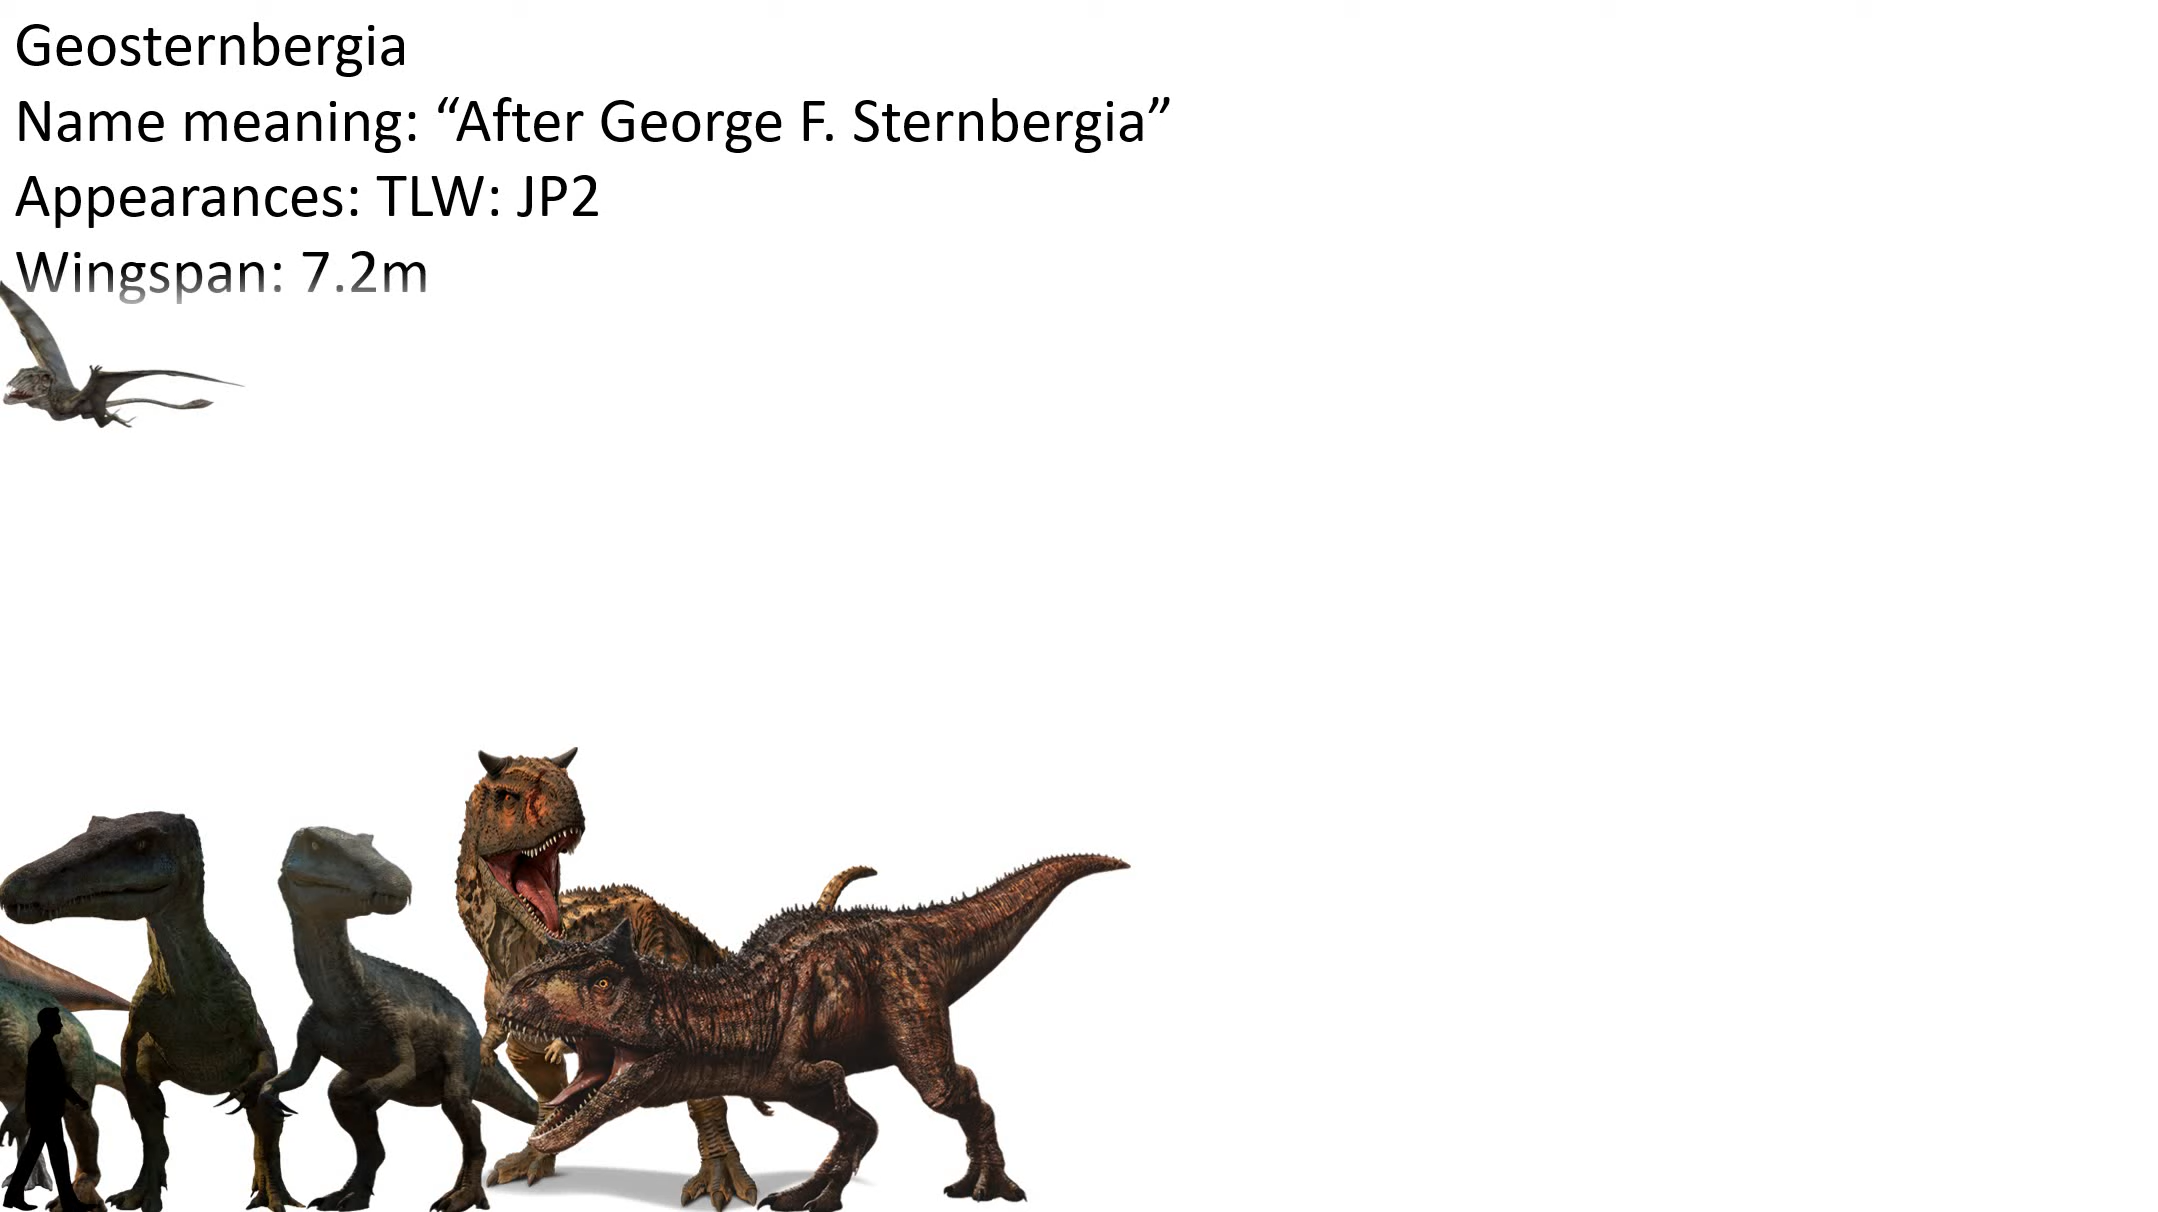 Geosternbergia
Name meaning: “After George F. Sternbergia”
Appearances: TLW: JP2
Wingspan: 7.2m